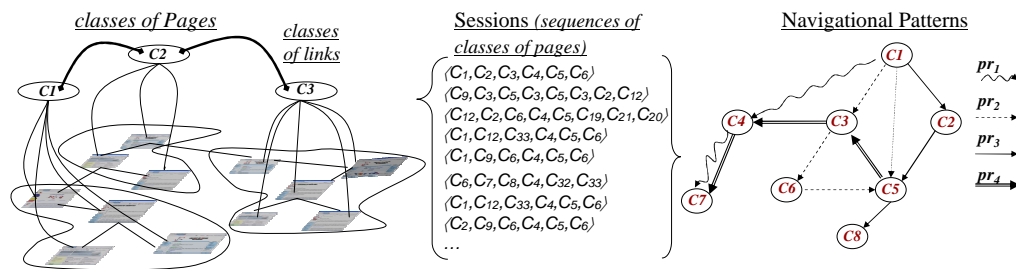 classes of Pages
classes
of links
C2
C1
C3
Sessions (sequences of
classes of pages)
⟨C1,C2,C3,C4,C5,C6⟩
⟨C9,C3,C5,C3,C5,C3,C2,C12⟩
⟨C12,C2,C6,C4,C5,C19,C21,C20⟩
⟨C1,C12,C33,C4,C5,C6⟩
⟨C1,C9,C6,C4,C5,C6⟩
⟨C6,C7,C8,C4,C32,C33⟩
⟨C1,C12,C33,C4,C5,C6⟩
⟨C2,C9,C6,C4,C5,C6⟩
…
Navigational Patterns
C1
C4
C3
C2
C6
C5
C7
C8
pr1
pr2
pr3
pr4